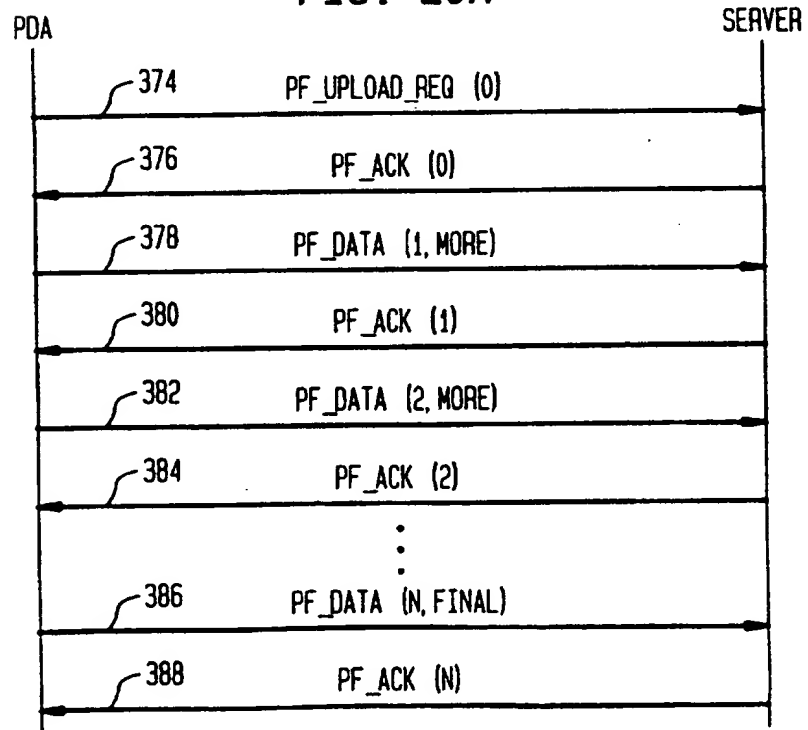 PDA
SERVER
374 PF_UPLOAD_REQ (0)
376 PF_ACK (0)
378 PF_DATA (1, MORE)
380 PF_ACK (1)
382 PF_DATA (2, MORE)
384 PF_ACK (2)
386 PF_DATA (N, FINAL)
388 PF_ACK (N)